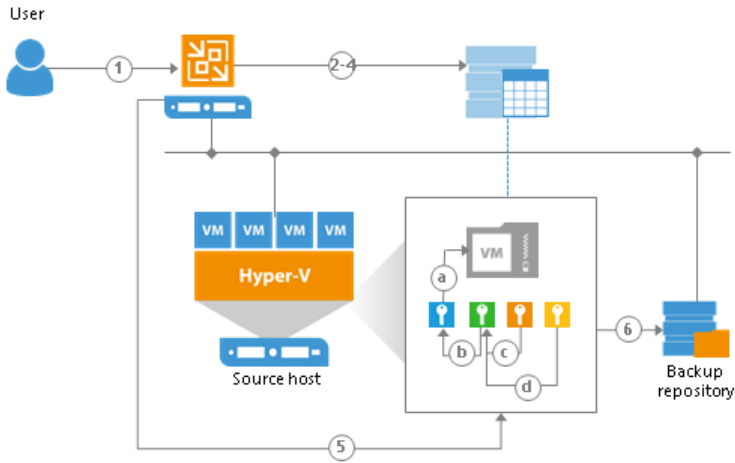 User
1
2-4
VM
VM
VM
VM
Hyper-V
Source host
VM
a
b
c
d
6
Backup
repository
5